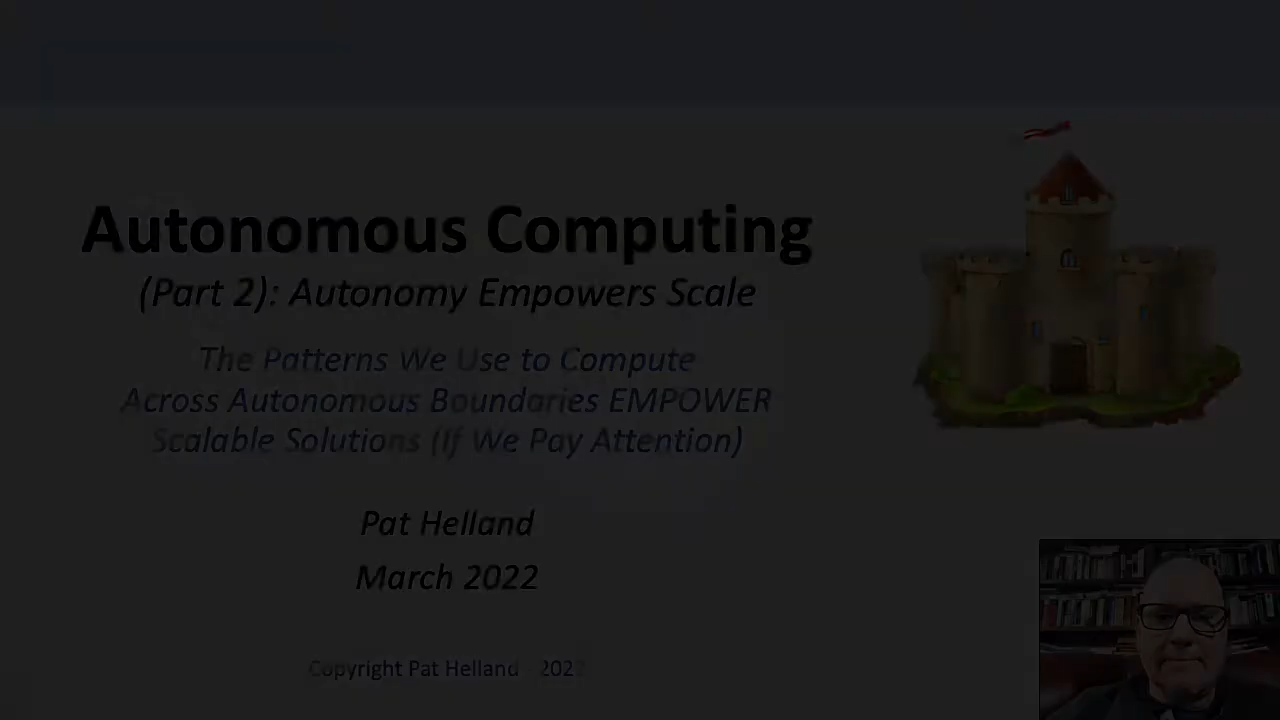 Autonomous Computing
(Part 2): Autonomy Empowers Scale
The Patterns We Use to Compute
Across Autonomous Boundaries EMPOWER
Scalable Solutions (If We Pay Attention)
Pat Helland
March 2022
Copyright Pat Helland 2022